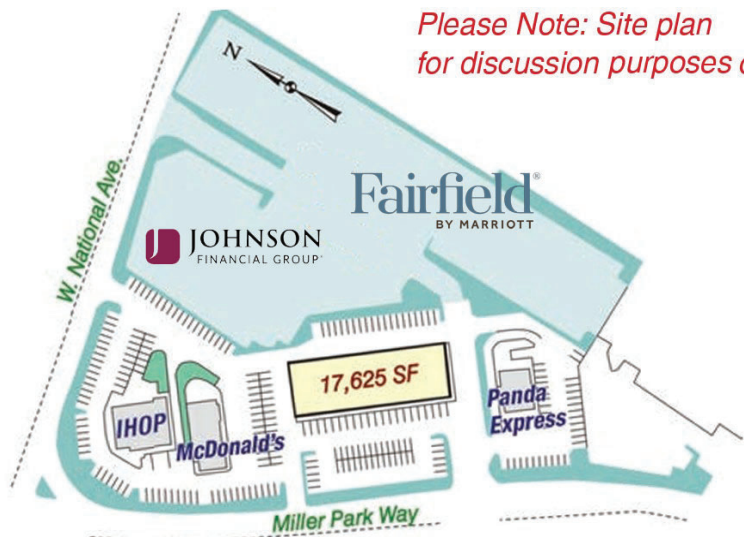 Please Note: Site plan
for discussion purposes
N
W. National Ave.
Fairfield®
BY MARRIOTT
J JOHNSON
FINANCIAL GROUP
17,625 SF
IHOP
McDonald's
Panda
Express
Miller Park Way